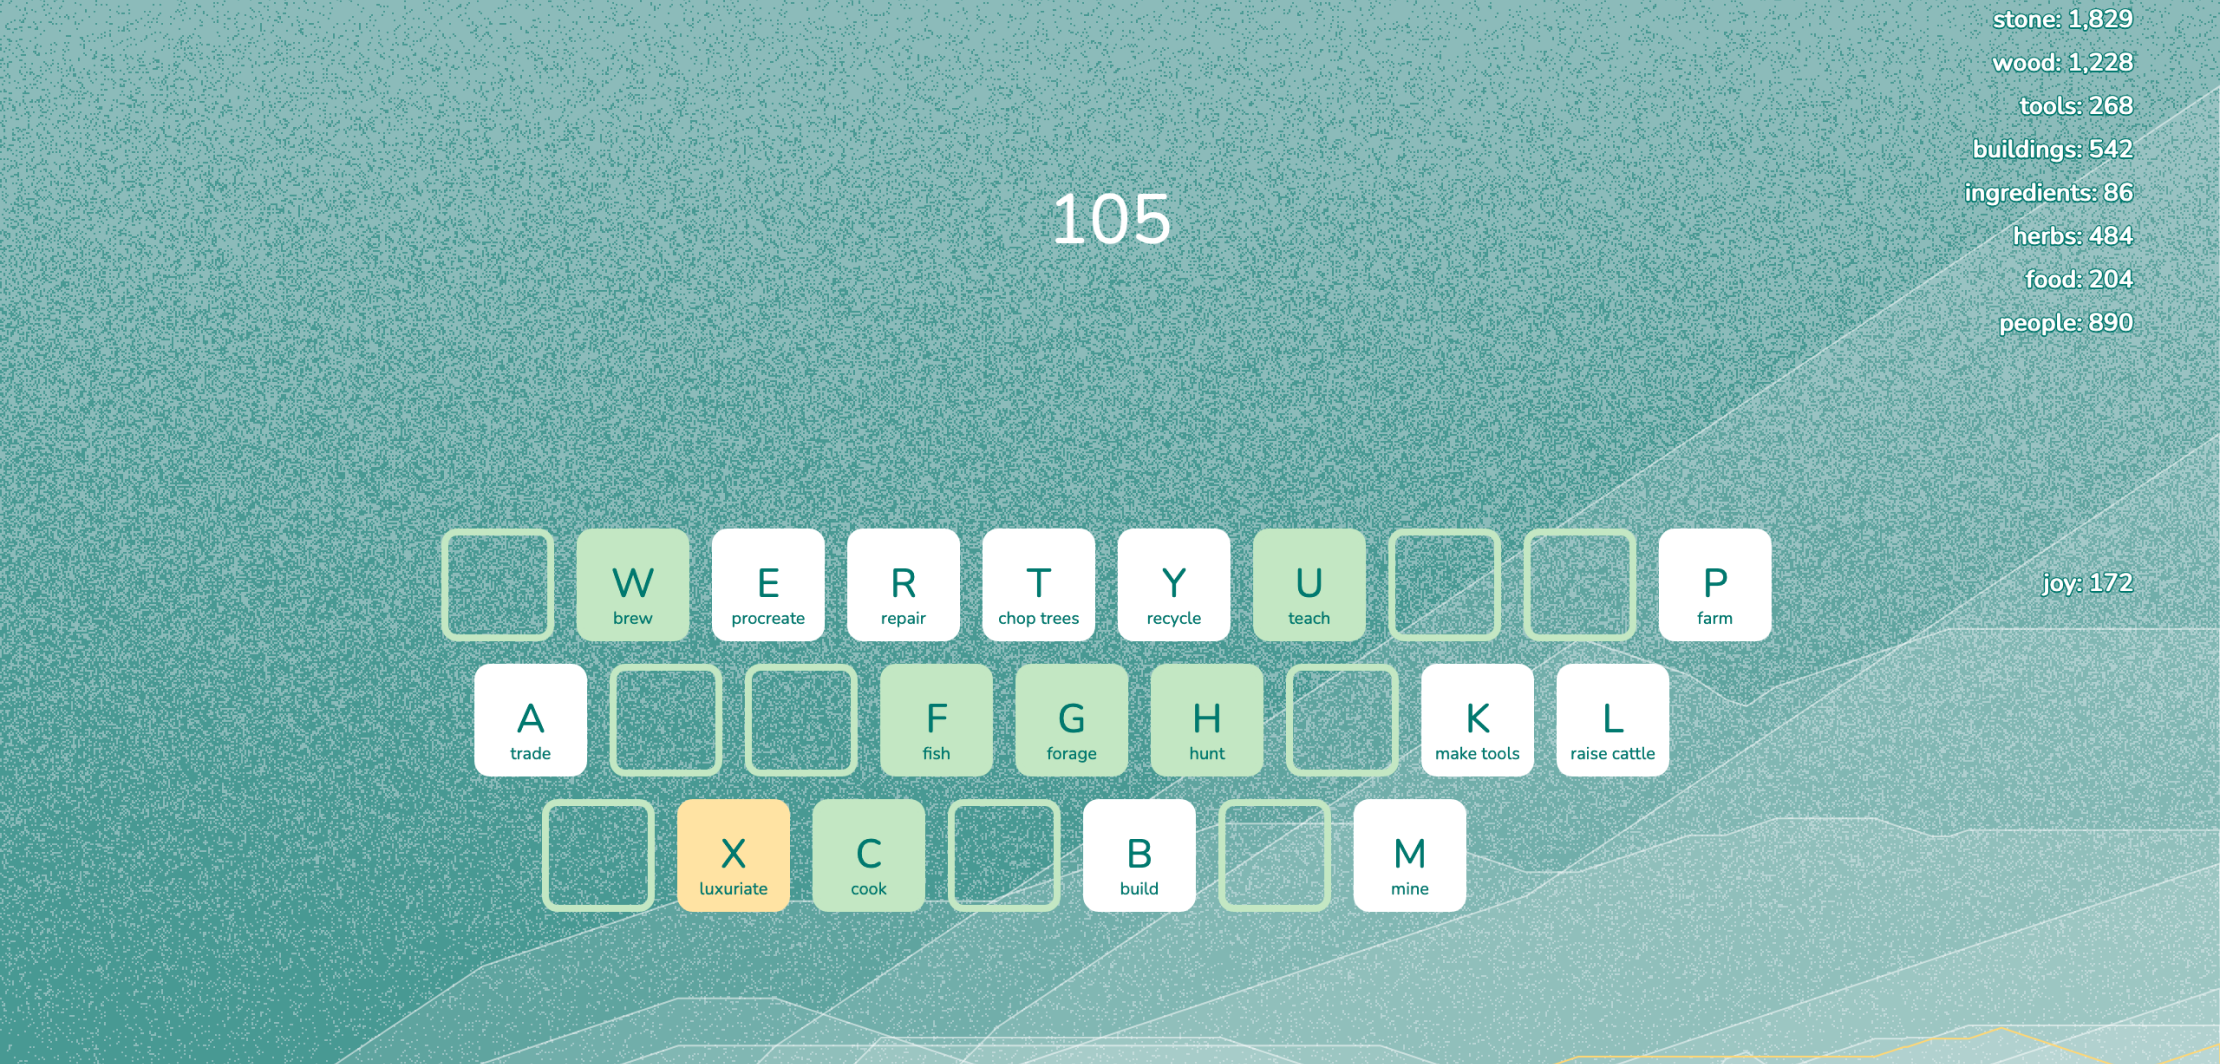 stone: 1,829
wood: 1,228
tools: 268
buildings: 542
ingredients: 86
herbs: 484
food: 204
people: 890
105
joy: 172
W
brew
E
procreate
R
repair
T
chop trees
Y
recycle
U
teach
P
farm
A
trade
F
fish
G
forage
H
hunt
K
make tools
L
raise cattle
X
luxuriate
C
cook
B
build
M
mine